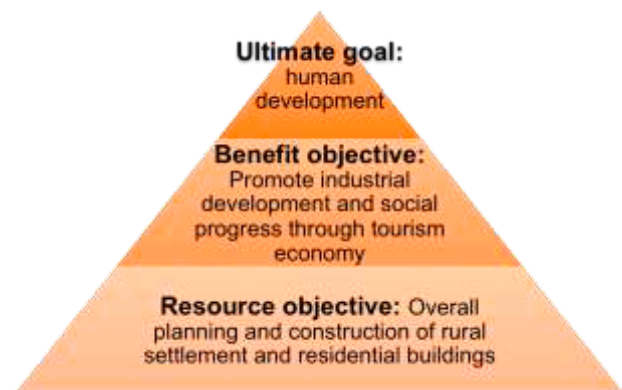 Ultimate goal:
human
development
Benefit objective:
Promote industrial
development and social
progress through tourism
economy
Resource objective: Overall
planning and construction of rural
settlement and residential buildings